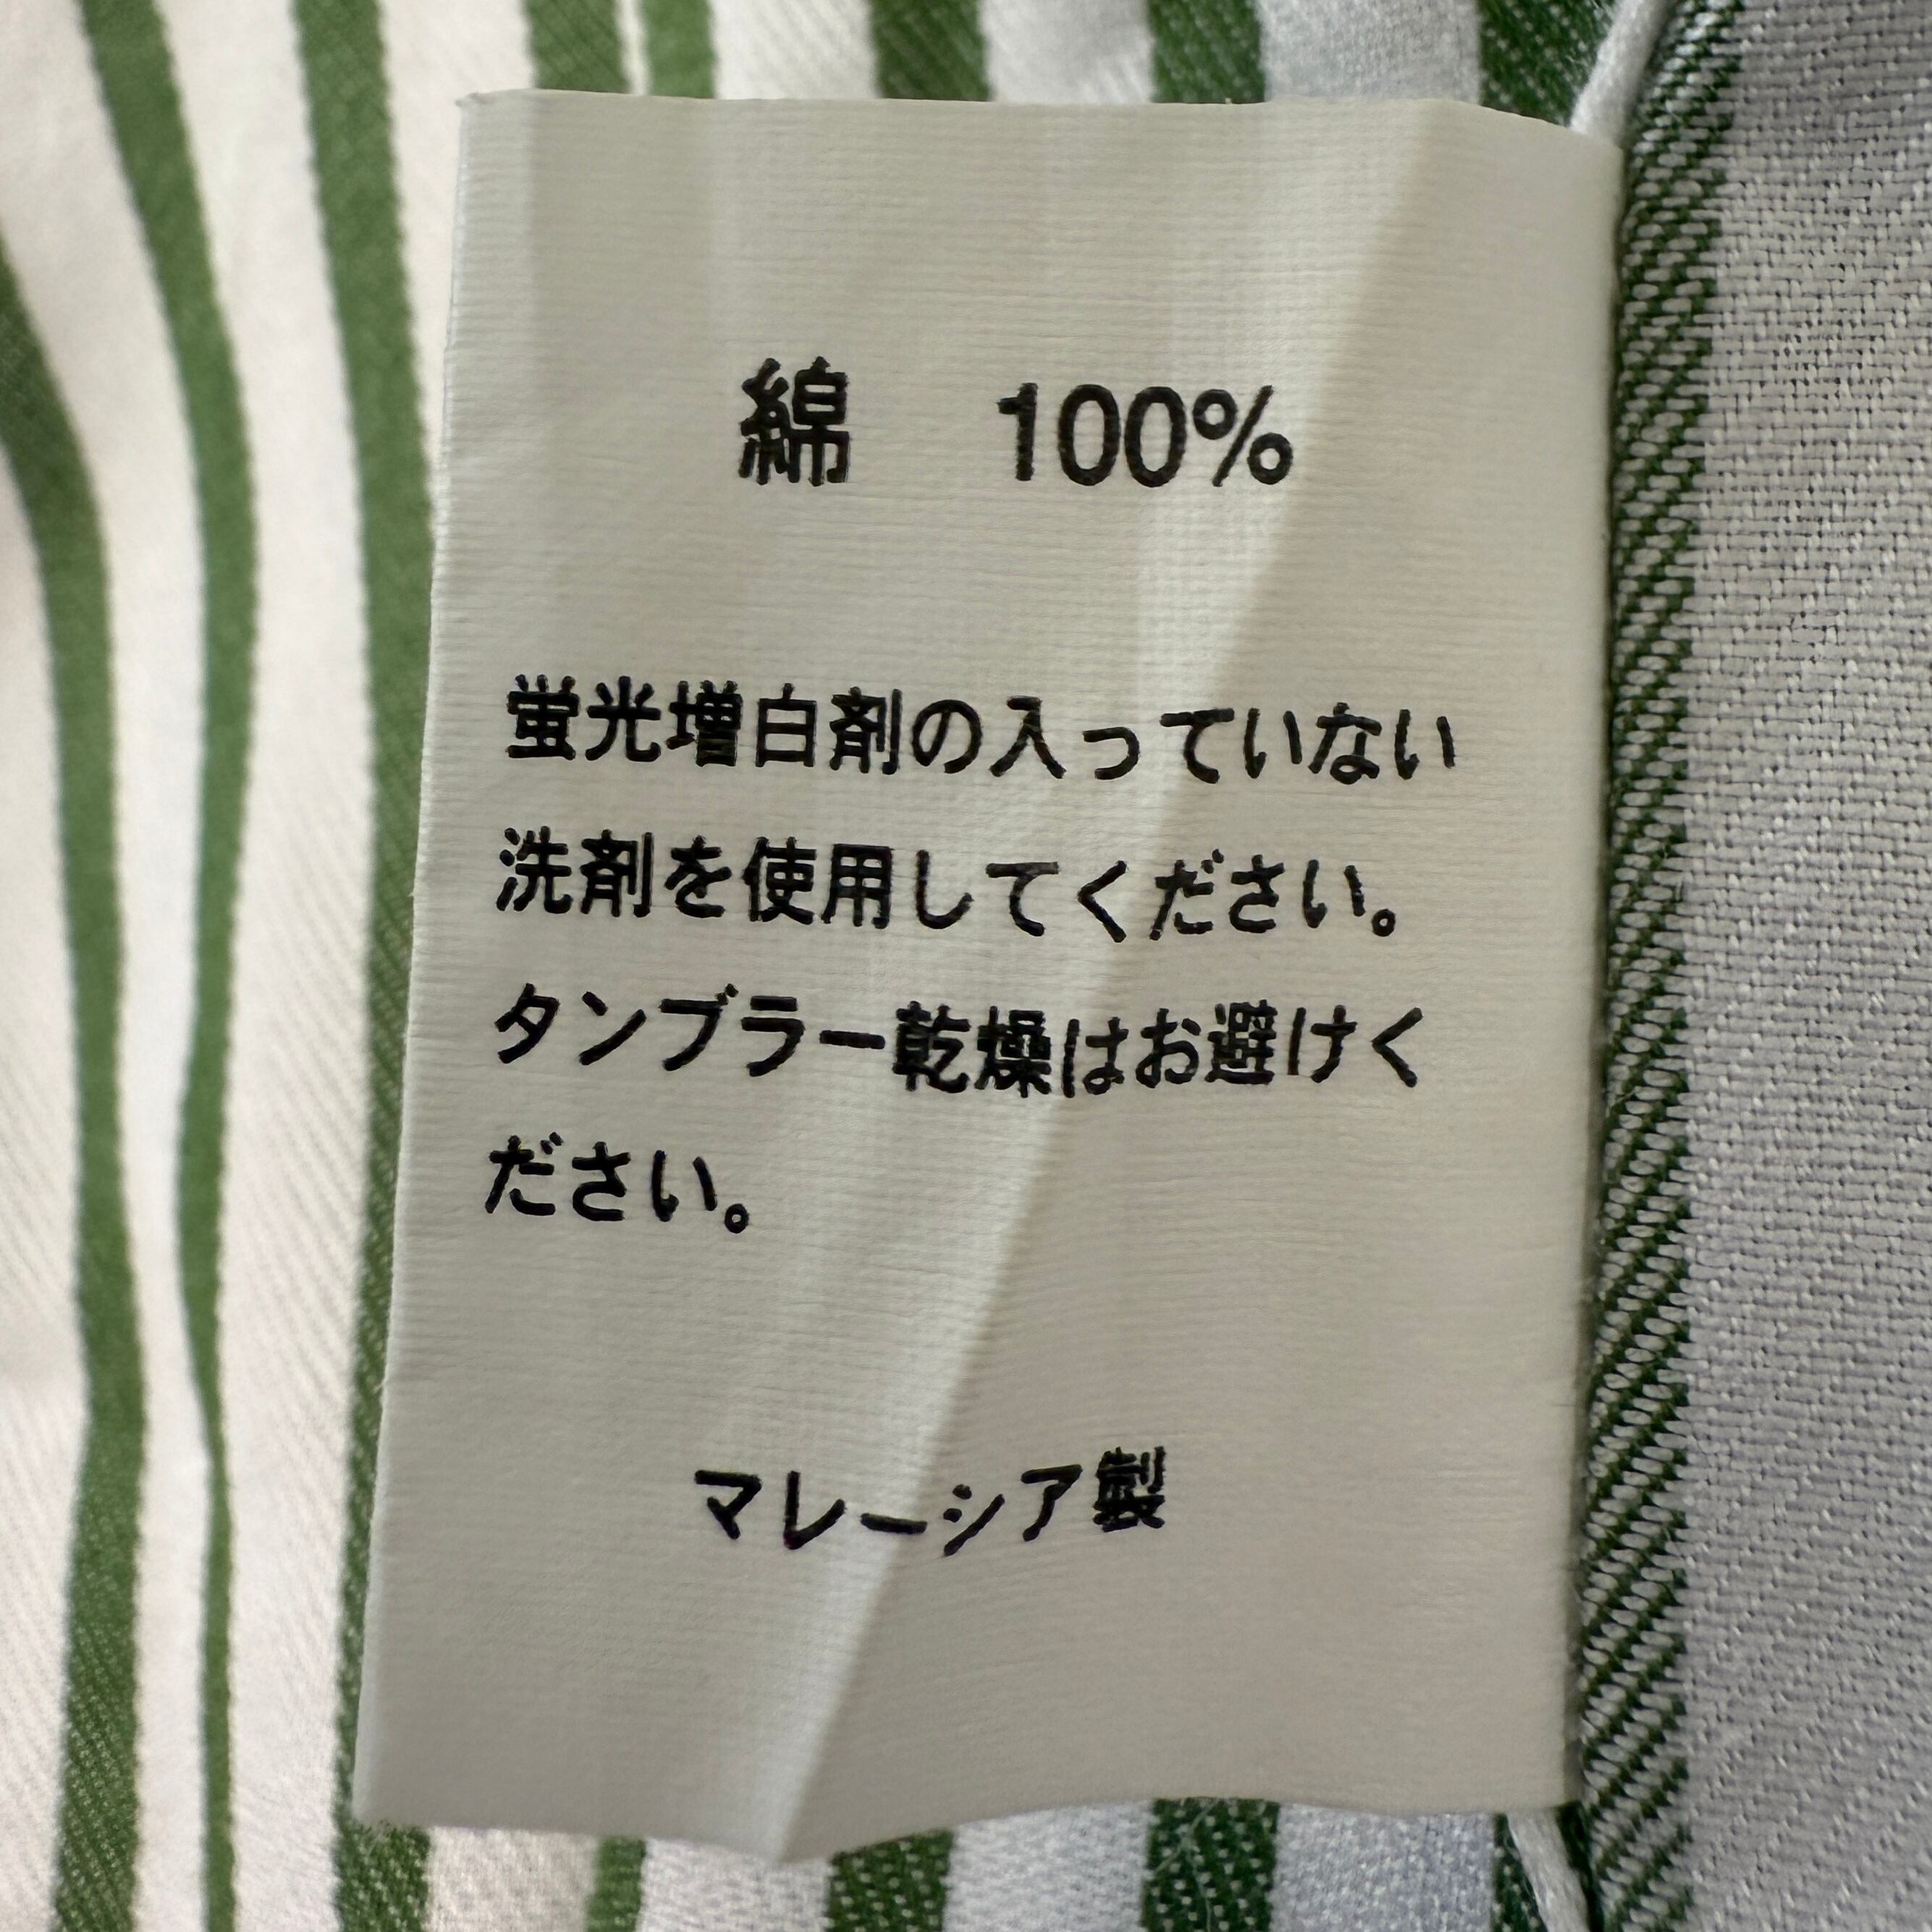 綿　100%
蛍光増白剤の入っていない
洗剤を使用してください。
タンブラー乾燥はお避けく
ださい。
マレーシア製